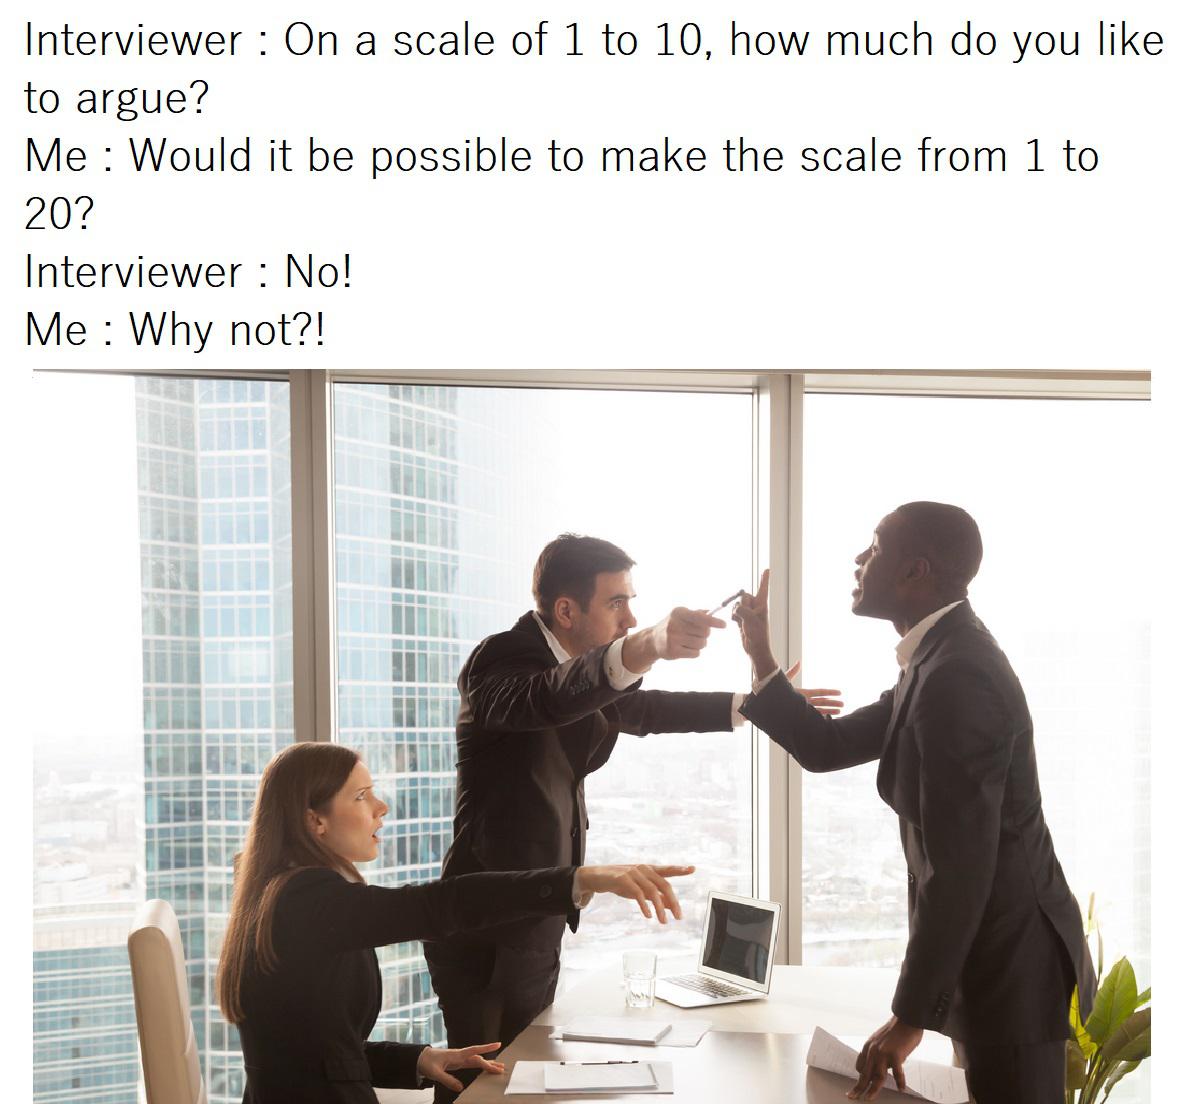 Interviewer : On a scale of 1 to 10, how much do you like
to argue?
Me : Would it be possible to make the scale from 1 to
20?
Interviewer : No!
Me : Why not?!